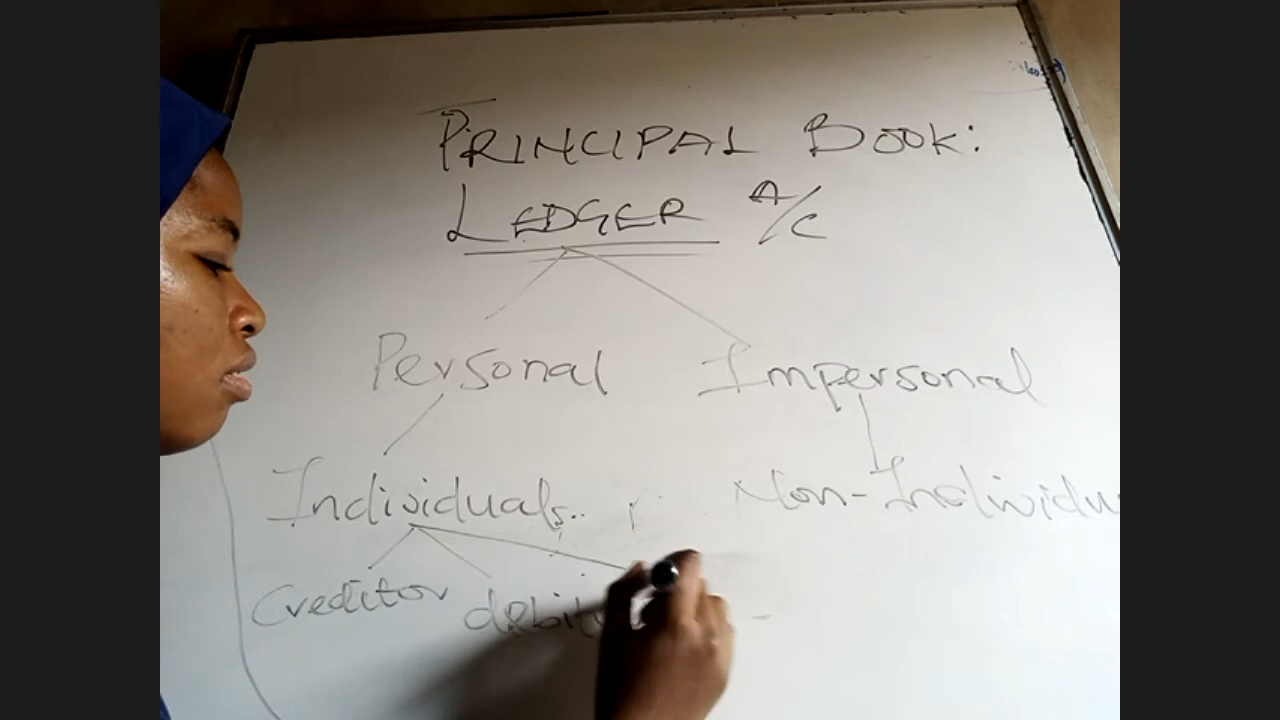 PRINCIPAL BOOK:
LEDGER A/C
Personal Impersonal
Individuals Non-Individu
Creditor debit